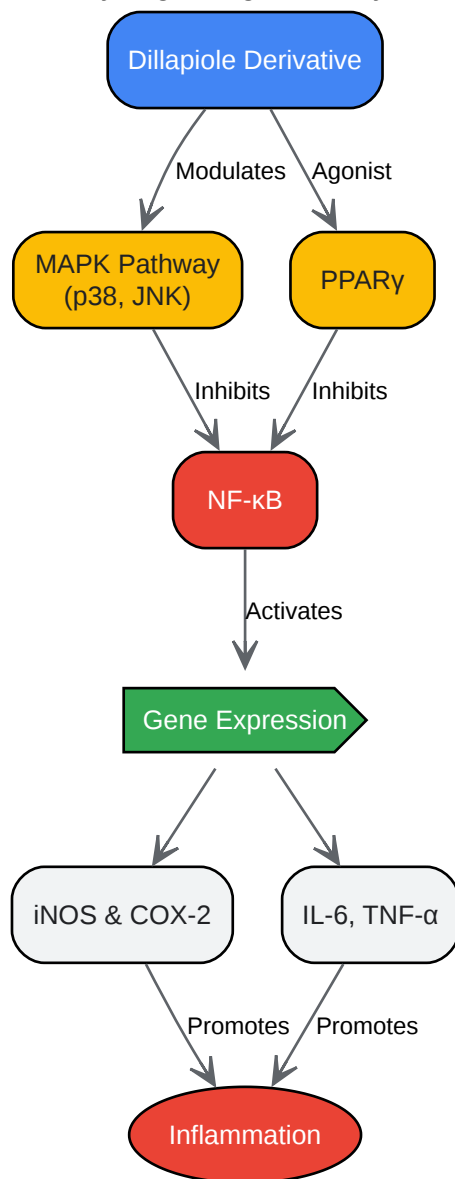 Dillapiole Derivative
Modulates
Agonist
MAPK Pathway
(p38, JNK)
PPARγ
Inhibits
Inhibits
NF-κB
Activates
Gene Expression
iNOS & COX-2
IL-6, TNF-α
Promotes
Promotes
Inflammation